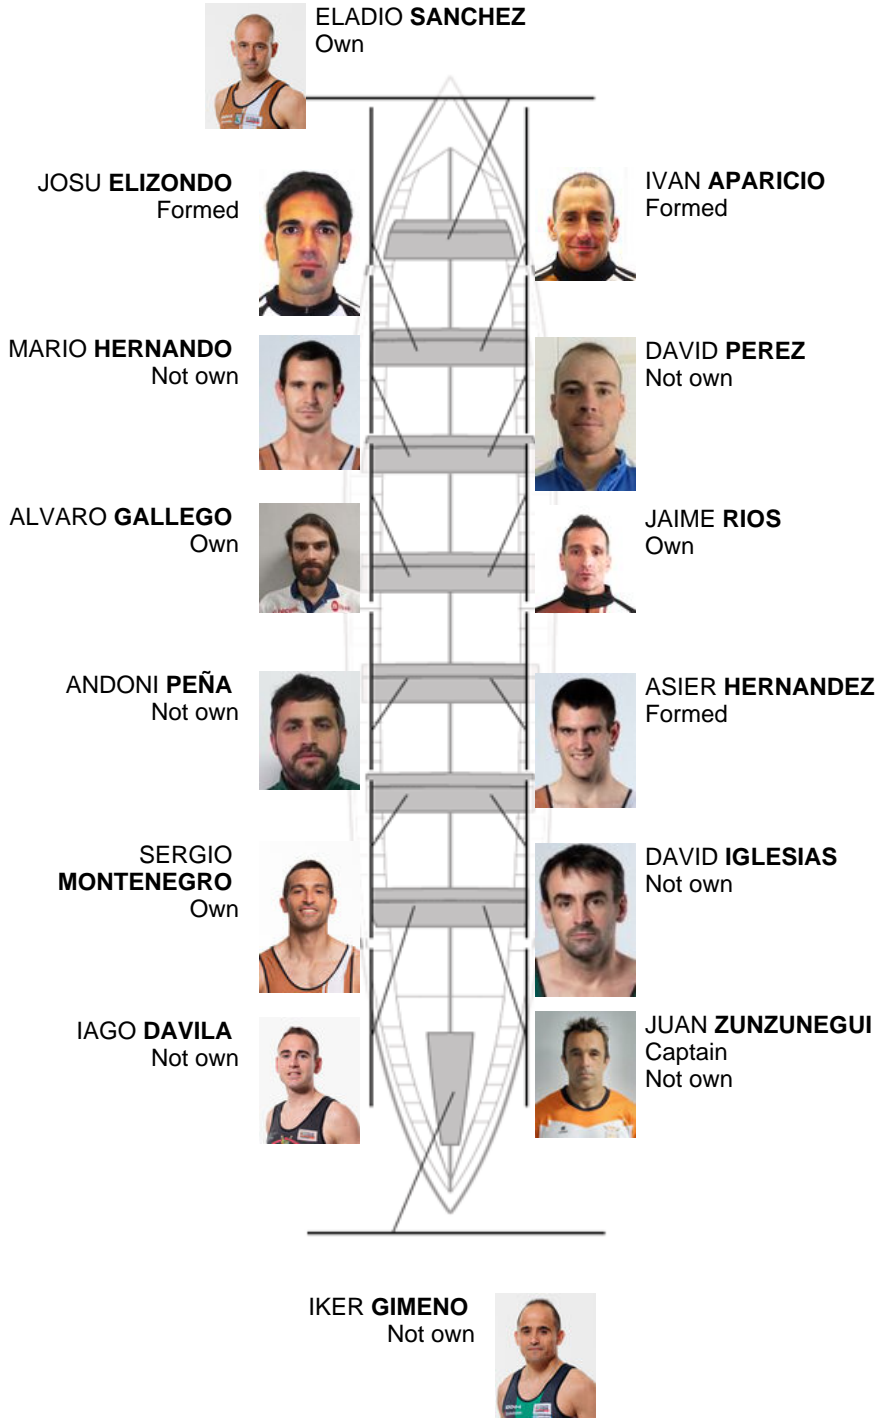 ELADIO SANCHEZ
Own
JOSU ELIZONDO
Formed
IVAN APARICIO
Formed
MARIO HERNANDO
Not own
DAVID PEREZ
Not own
ALVARO GALLEGO
Own
JAIME RIOS
Own
ANDONI PEÑA
Not own
ASIER HERNANDEZ
Formed
SERGIO
MONTENEGRO
Own
DAVID IGLESIAS
Not own
IAGO DAVILA
Not own
JUAN ZUNZUNEGUI
Captain
Not own
IKER GIMENO
Not own